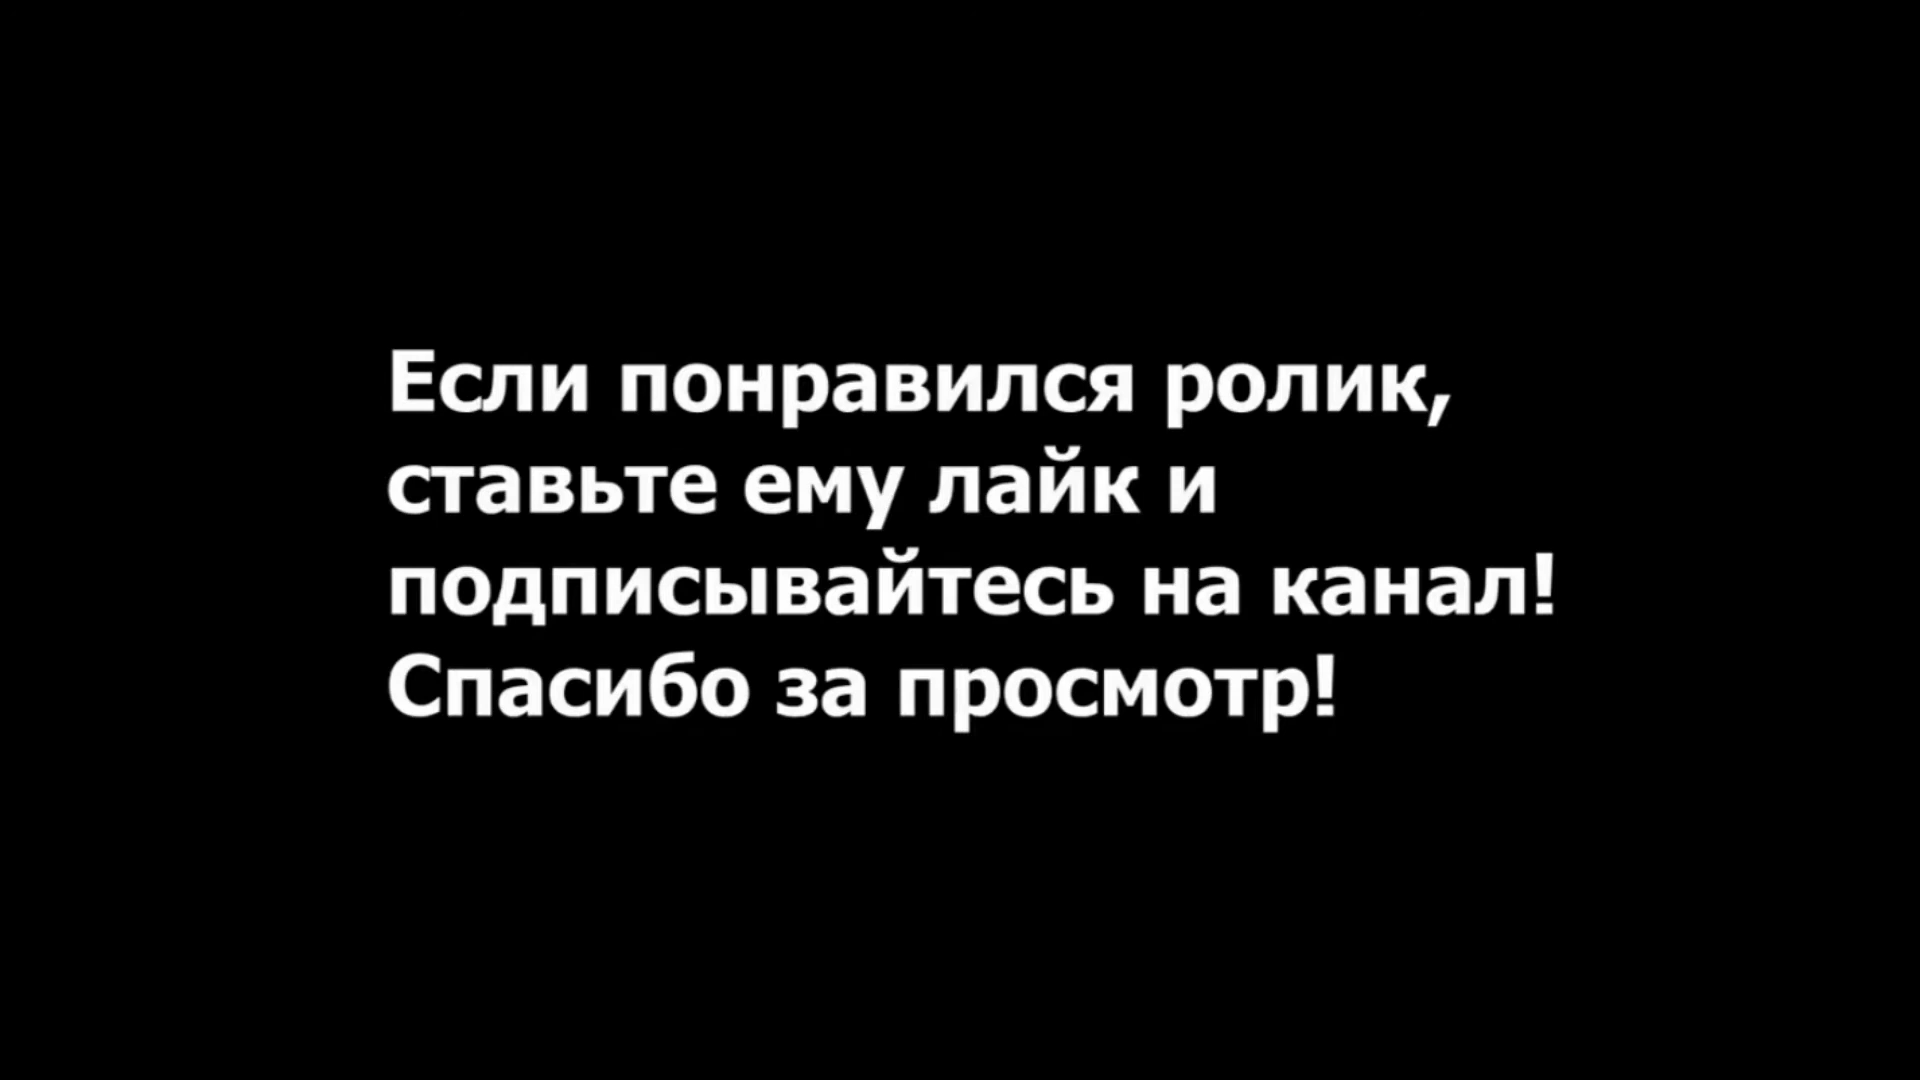 Если понравился ролик,
ставьте ему лайк и
подписывайтесь на канал!
Спасибо за просмотр!